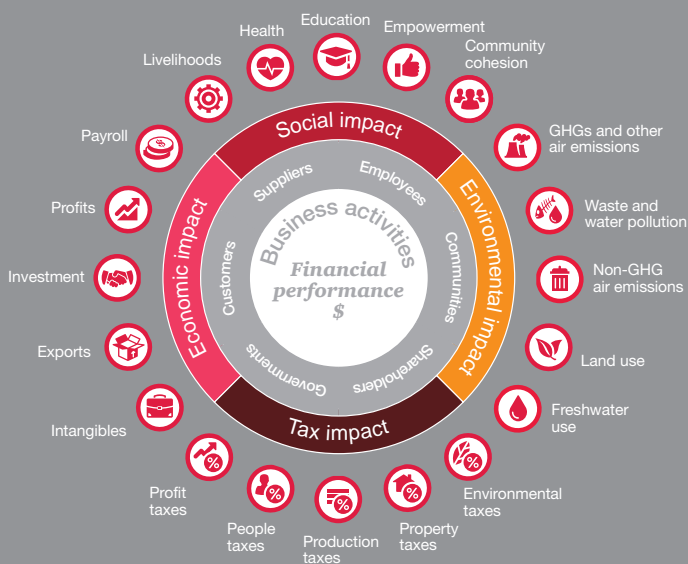 Education
Health
Empowerment
Livelihoods
Community
cohesion
Payroll
GHGs and other
air emissions
Profits
Waste and
water pollution
Investment
Non-GHG
air emissions
Exports
Land use
Intangibles
Freshwater
use
Profit
taxes
People
taxes
Production
taxes
Property
taxes
Environmental
taxes
Social impact
Environmental impact
Tax impact
Economic impact
Suppliers
Employees
Communities
Shareholders
Governments
Customers
Business activities
Financial
performance
$